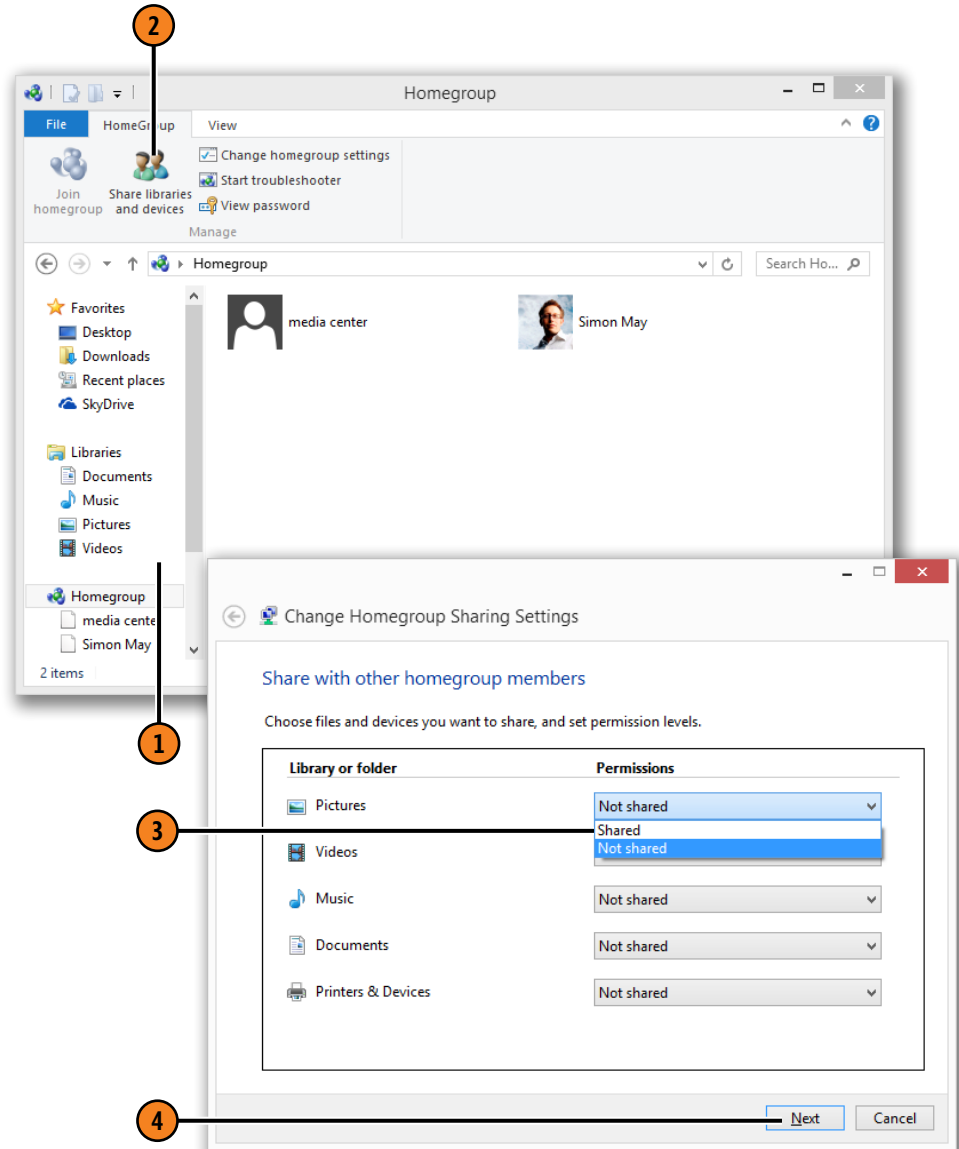 2
Homegroup
File HomeGroup View
Join homegroup
Share libraries and devices
Change homegroup settings
Start troubleshooter
View password
Manage
Homegroup
Search Ho...
Favorites
Desktop
Downloads
Recent places
SkyDrive
Libraries
Documents
Music
Pictures
Videos
Homegroup
media cente
Simon May
2 items
media center
Simon May
1
Change Homegroup Sharing Settings
Share with other homegroup members
Choose files and devices you want to share, and set permission levels.
Library or folder Permissions
Pictures Not shared
3
Shared
Not shared
Videos
Music Not shared
Documents Not shared
Printers & Devices Not shared
4
Next Cancel